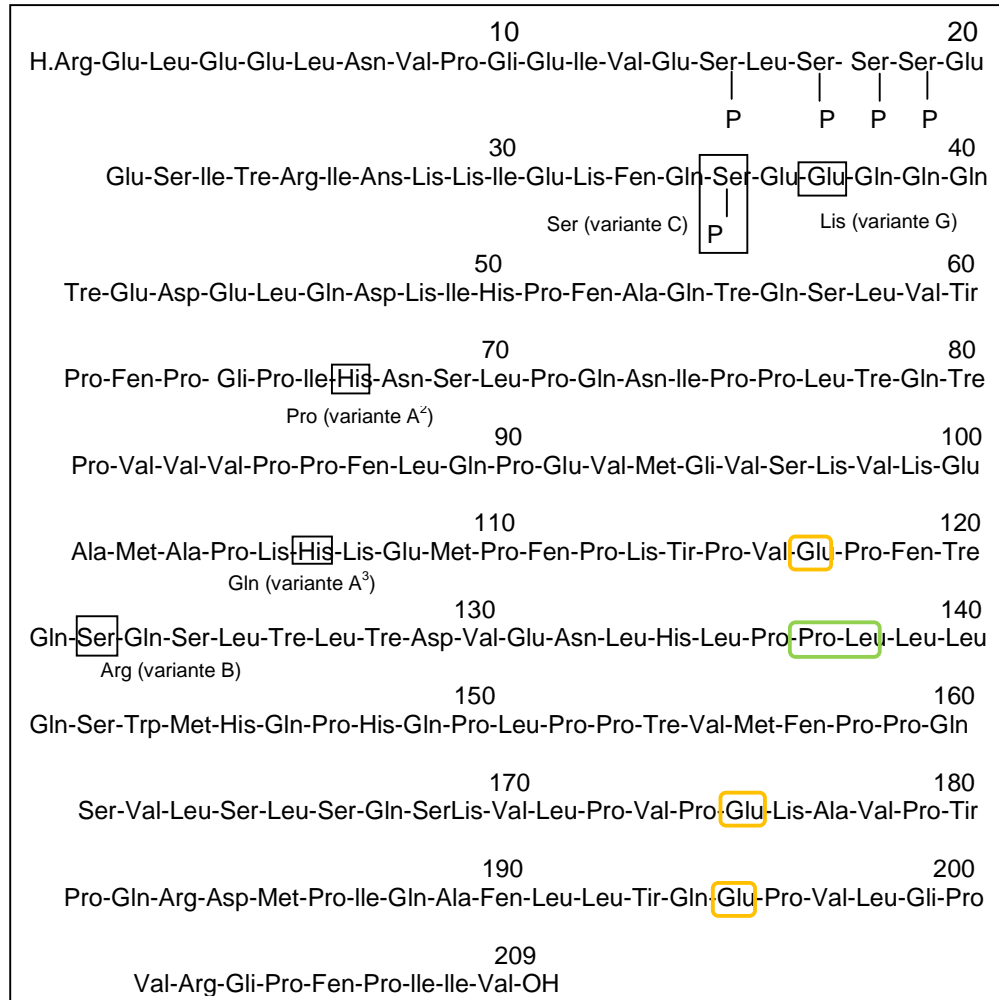 10 20
H.Arg-Glu-Leu-Glu-Glu-Leu-Asn-Val-Pro-Gli-Glu-Ile-Val-Glu-Ser-Leu-Ser- Ser-Ser-Glu
P P P P
30 40
Glu-Ser-Ile-Tre-Arg-Ile-Ans-Lis-Lis-Ile-Glu-Lis-Fen-Gln-Ser-Glu-Glu-Gln-Gln-Gln
Ser (variante C) P Lis (variante G)
50 60
Tre-Glu-Asp-Glu-Leu-Gln-Asp-Lis-Ile-His-Pro-Fen-Ala-Gln-Tre-Gln-Ser-Leu-Val-Tir
70 80
Pro-Fen-Pro- Gli-Pro-Ile-His-Asn-Ser-Leu-Pro-Gln-Asn-Ile-Pro-Pro-Leu-Tre-Gln-Tre
Pro (variante A²)
90 100
Pro-Val-Val-Val-Pro-Pro-Fen-Leu-Gln-Pro-Glu-Val-Met-Gli-Val-Ser-Lis-Val-Lis-Glu
110 120
Ala-Met-Ala-Pro-Lis-His-Lis-Glu-Met-Pro-Fen-Pro-Lis-Tir-Pro-Val-Glu-Pro-Fen-Tre
Gln (variante A³)
130 140
Gln-Ser-Gln-Ser-Leu-Tre-Leu-Tre-Asp-Val-Glu-Asn-Leu-His-Leu-Pro-Pro-Leu-Leu-Leu
Arg (variante B)
150 160
Gln-Ser-Trp-Met-His-Gln-Pro-His-Gln-Pro-Leu-Pro-Pro-Tre-Val-Met-Fen-Pro-Pro-Gln
170 180
Ser-Val-Leu-Ser-Leu-Ser-Gln-SerLis-Val-Leu-Pro-Val-Pro-Glu-Lis-Ala-Val-Pro-Tir
190 200
Pro-Gln-Arg-Asp-Met-Pro-Ile-Gln-Ala-Fen-Leu-Leu-Tir-Gln-Glu-Pro-Val-Leu-Gli-Pro
209
Val-Arg-Gli-Pro-Fen-Pro-Ile-Ile-Val-OH